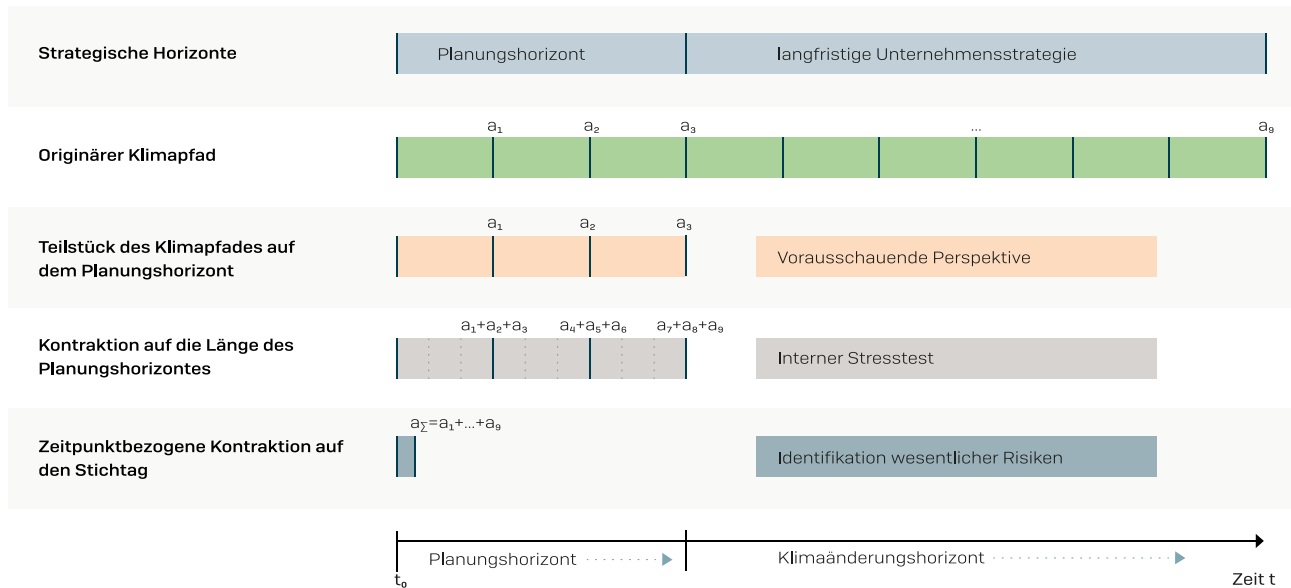 Strategische Horizonte
Planungshorizont
langfristige Unternehmensstrategie
a₁ a₂ a₃ ... a₉
Originärer Klimapfad
a₁ a₂ a₃
Teilstück des Klimapfades auf
dem Planungshorizont
Vorausschauende Perspektive
a₁+a₂+a₃ a₄+a₅+a₆ a₇+a₈+a₉
Kontraktion auf die Länge des
Planungshorizontes
Interner Stresstest
a∑=a₁+...+a₉
Zeitpunktbezogene Kontraktion auf
den Stichtag
Identifikation wesentlicher Risiken
Planungshorizont
Klimaänderungshorizont
t₀
Zeit t